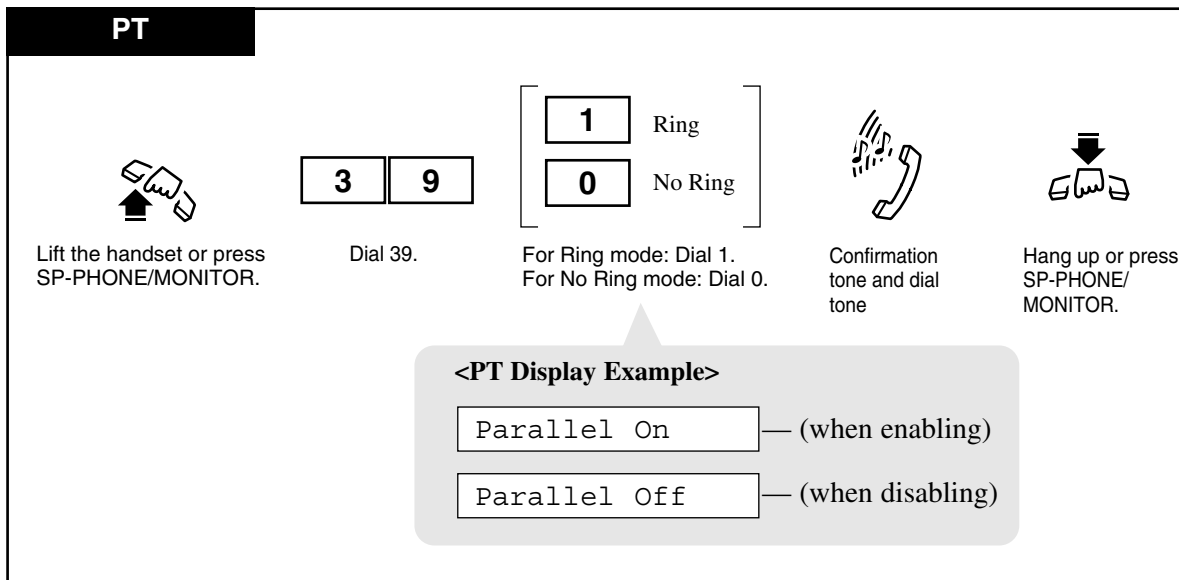 PT
1 Ring
3 9
0 No Ring
Lift the handset or press
SP-PHONE/MONITOR.
Dial 39.
For Ring mode: Dial 1.
For No Ring mode: Dial 0.
Confirmation
tone and dial
tone
Hang up or press
SP-PHONE/
MONITOR.
<PT Display Example>
Parallel On — (when enabling)
Parallel Off — (when disabling)